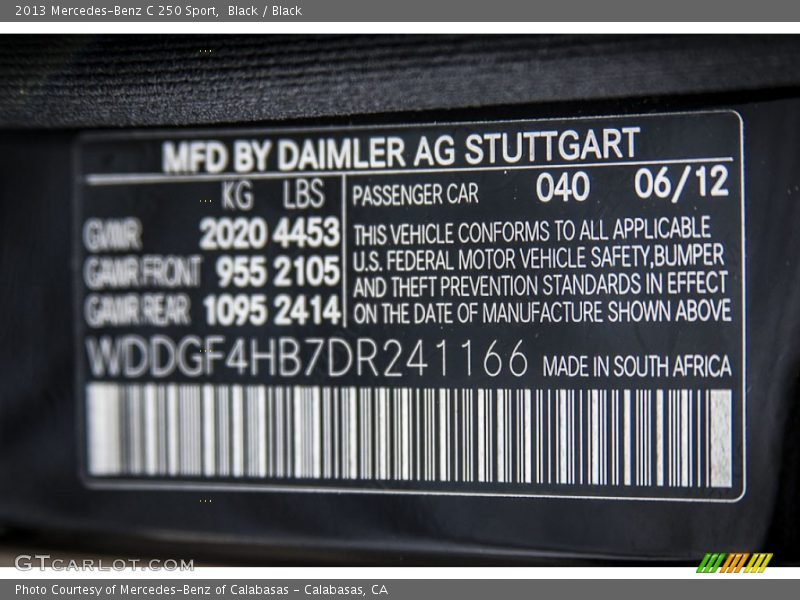 2013 Mercedes-Benz C 250 Sport,  Black / Black
MFD BY DAIMLER AG STUTTGART
KG LBS
GVWR 2020 4453
GAWR FRONT 955 2105
GAWR REAR 1095 2414
PASSENGER CAR 040 06/12
THIS VEHICLE CONFORMS TO ALL APPLICABLE
U.S. FEDERAL MOTOR VEHICLE SAFETY,BUMPER
AND THEFT PREVENTION STANDARDS IN EFFECT
ON THE DATE OF MANUFACTURE SHOWN ABOVE
WDDGF4HB7DR241166 MADE IN SOUTH AFRICA
GTCARLOT.COM
Photo Courtesy of Mercedes-Benz of Calabasas - Calabasas, CA